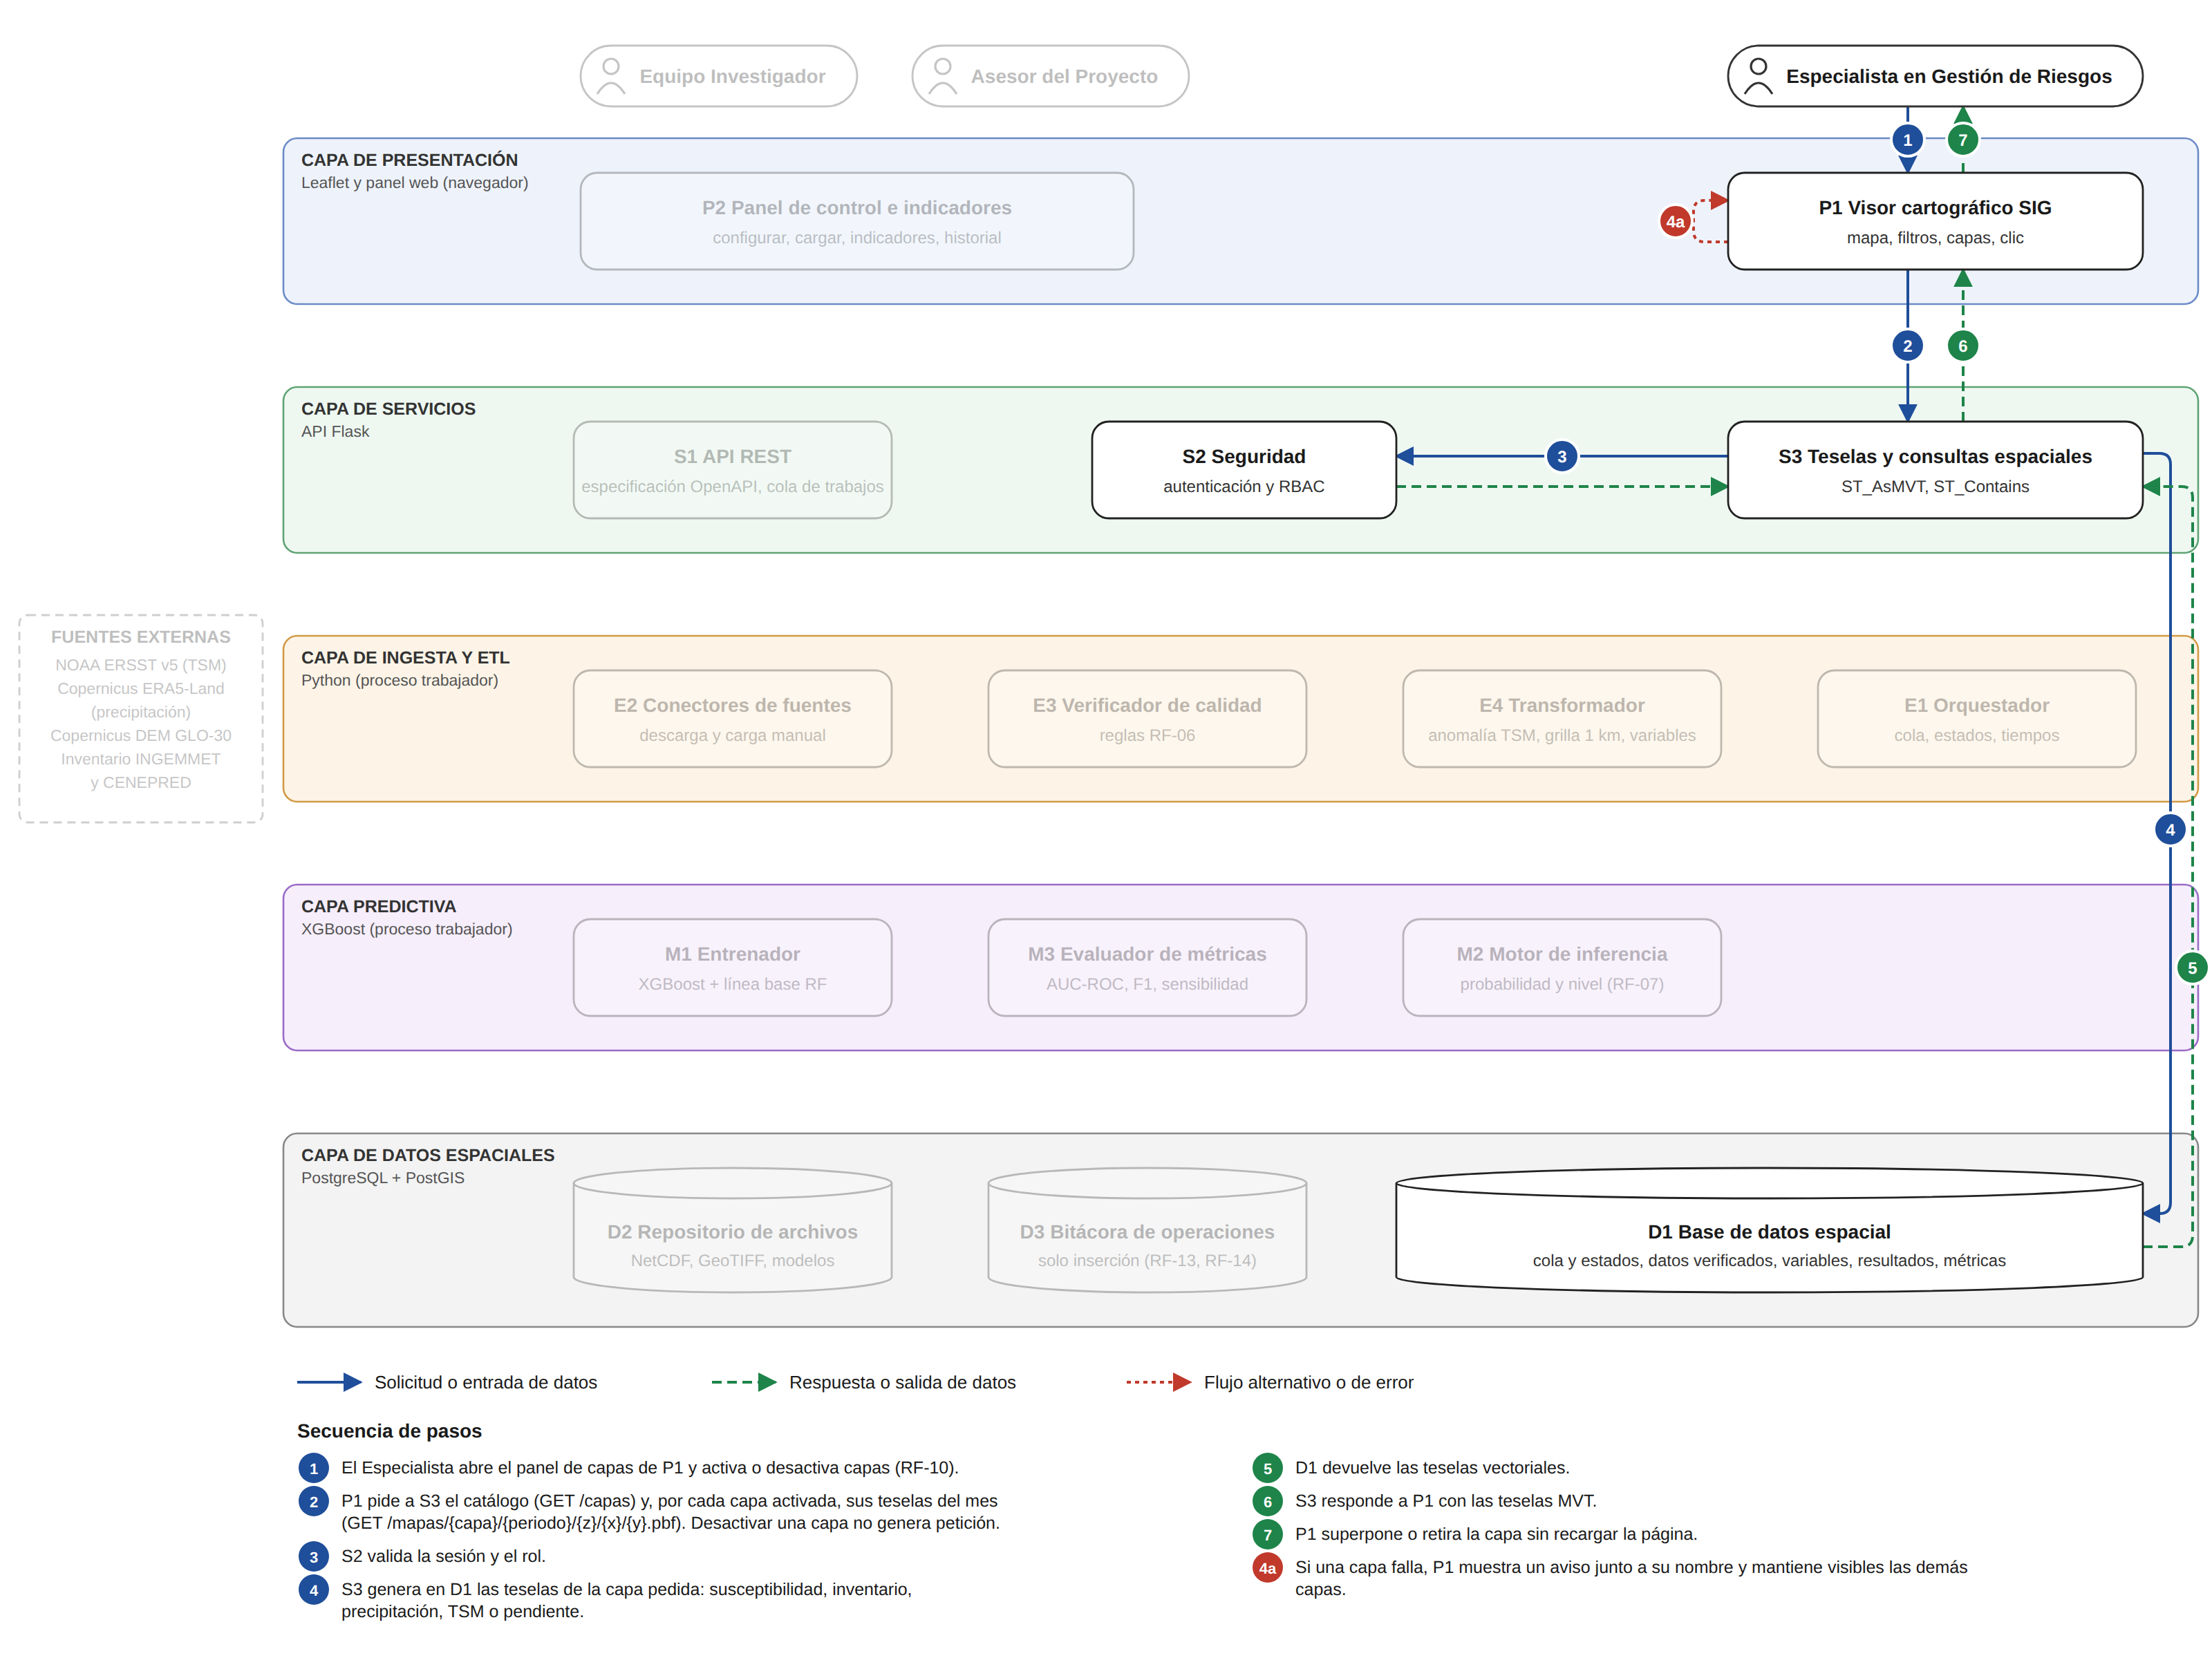 Equipo Investigador
Asesor del Proyecto
Especialista en Gestión de Riesgos
1
7
CAPA DE PRESENTACIÓN
Leaflet y panel web (navegador)
P2 Panel de control e indicadores
configurar, cargar, indicadores, historial
4a
P1 Visor cartográfico SIG
mapa, filtros, capas, clic
2
6
CAPA DE SERVICIOS
API Flask
S1 API REST
especificación OpenAPI, cola de trabajos
S2 Seguridad
autenticación y RBAC
3
S3 Teselas y consultas espaciales
ST_AsMVT, ST_Contains
FUENTES EXTERNAS
NOAA ERSST v5 (TSM)
Copernicus ERA5-Land
(precipitación)
Copernicus DEM GLO-30
Inventario INGEMMET
y CENEPRED
CAPA DE INGESTA Y ETL
Python (proceso trabajador)
E2 Conectores de fuentes
descarga y carga manual
E3 Verificador de calidad
reglas RF-06
E4 Transformador
anomalía TSM, grilla 1 km, variables
E1 Orquestador
cola, estados, tiempos
4
CAPA PREDICTIVA
XGBoost (proceso trabajador)
M1 Entrenador
XGBoost + línea base RF
M3 Evaluador de métricas
AUC-ROC, F1, sensibilidad
M2 Motor de inferencia
probabilidad y nivel (RF-07)
5
CAPA DE DATOS ESPACIALES
PostgreSQL + PostGIS
D2 Repositorio de archivos
NetCDF, GeoTIFF, modelos
D3 Bitácora de operaciones
solo inserción (RF-13, RF-14)
D1 Base de datos espacial
cola y estados, datos verificados, variables, resultados, métricas
Solicitud o entrada de datos
Respuesta o salida de datos
Flujo alternativo o de error
Secuencia de pasos
1 El Especialista abre el panel de capas de P1 y activa o desactiva capas (RF-10).
2 P1 pide a S3 el catálogo (GET /capas) y, por cada capa activada, sus teselas del mes
(GET /mapas/{capa}/{periodo}/{z}/{x}/{y}.pbf). Desactivar una capa no genera petición.
3 S2 valida la sesión y el rol.
4 S3 genera en D1 las teselas de la capa pedida: susceptibilidad, inventario,
precipitación, TSM o pendiente.
5 D1 devuelve las teselas vectoriales.
6 S3 responde a P1 con las teselas MVT.
7 P1 superpone o retira la capa sin recargar la página.
4a Si una capa falla, P1 muestra un aviso junto a su nombre y mantiene visibles las demás
capas.